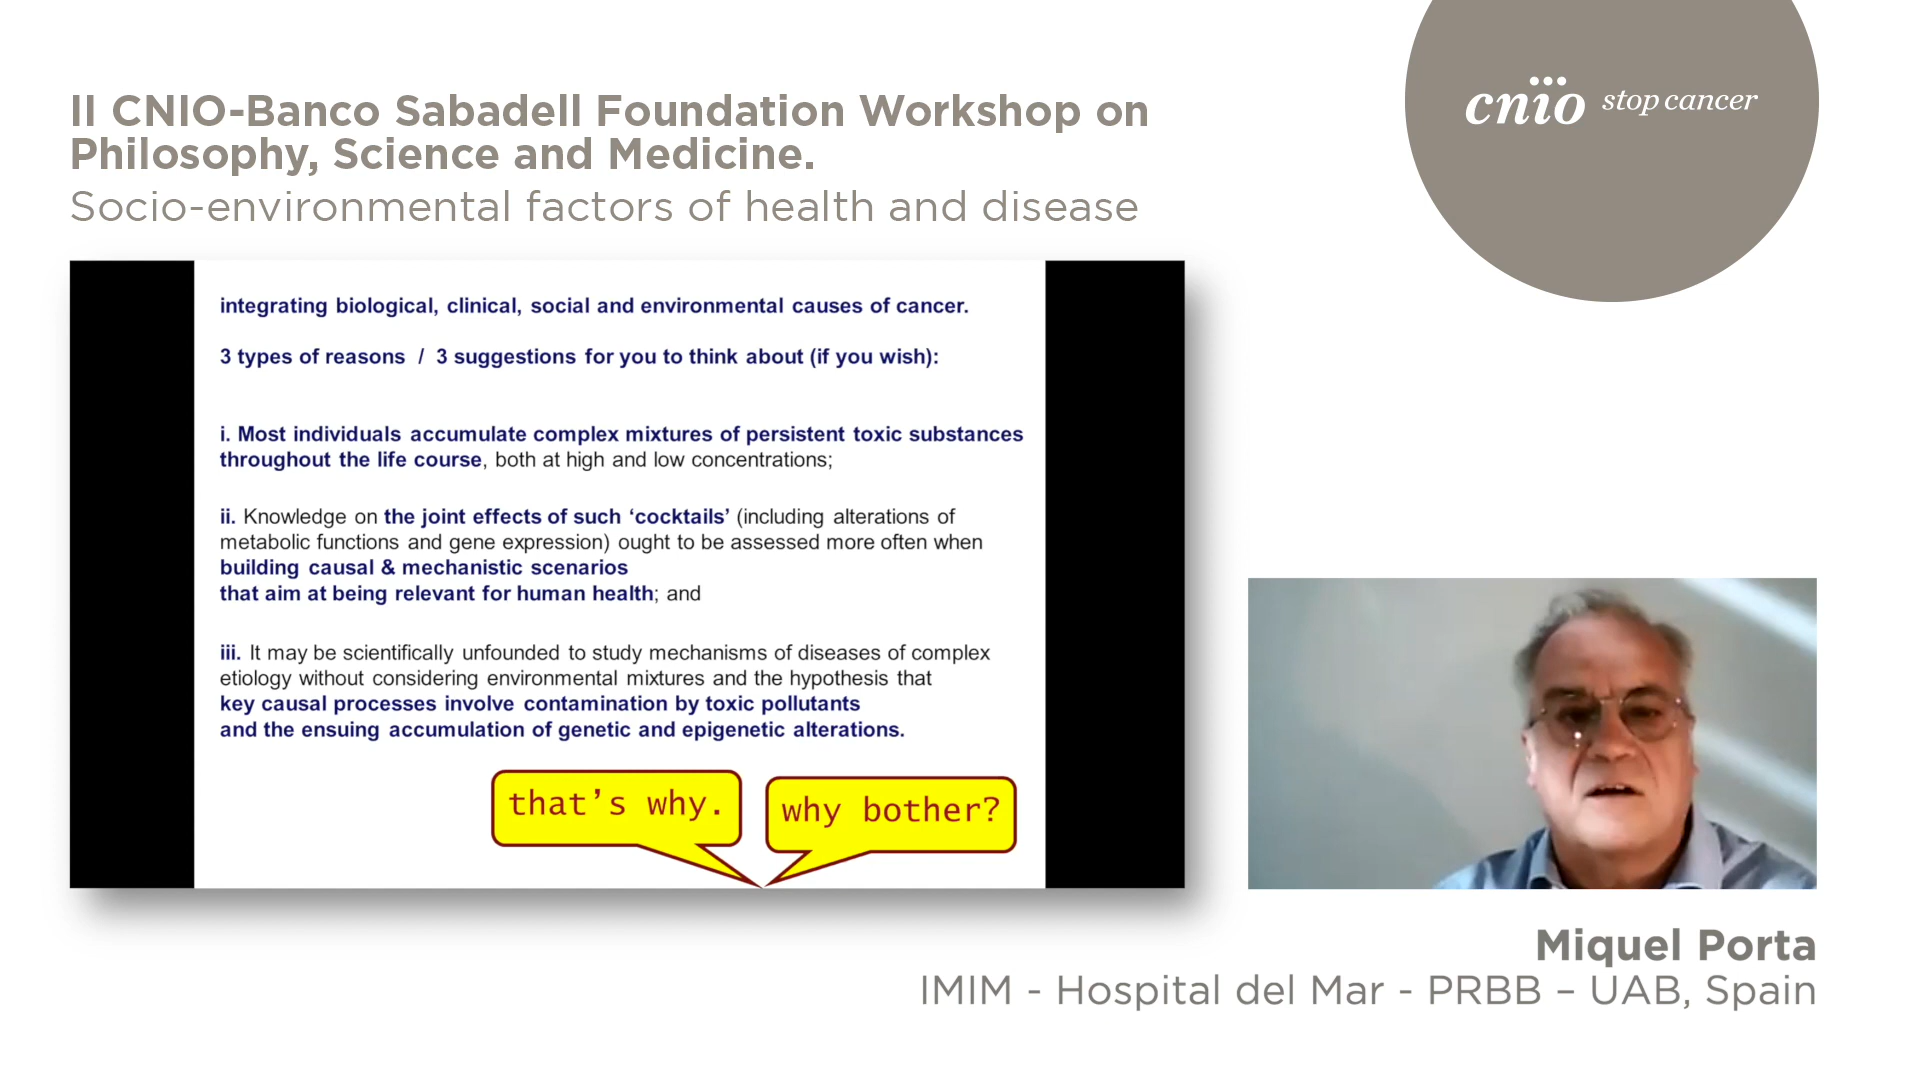 II CNIO-Banco Sabadell Foundation Workshop on
Philosophy, Science and Medicine.
Socio-environmental factors of health and disease
cnio stop cancer
integrating biological, clinical, social and environmental causes of cancer.
3 types of reasons / 3 suggestions for you to think about (if you wish):
i. Most individuals accumulate complex mixtures of persistent toxic substances
throughout the life course, both at high and low concentrations;
ii. Knowledge on the joint effects of such ‘cocktails’ (including alterations of
metabolic functions and gene expression) ought to be assessed more often when
building causal & mechanistic scenarios
that aim at being relevant for human health; and
iii. It may be scientifically unfounded to study mechanisms of diseases of complex
etiology without considering environmental mixtures and the hypothesis that
key causal processes involve contamination by toxic pollutants
and the ensuing accumulation of genetic and epigenetic alterations.
that’s why.
why bother?
Miquel Porta
IMIM - Hospital del Mar - PRBB – UAB, Spain